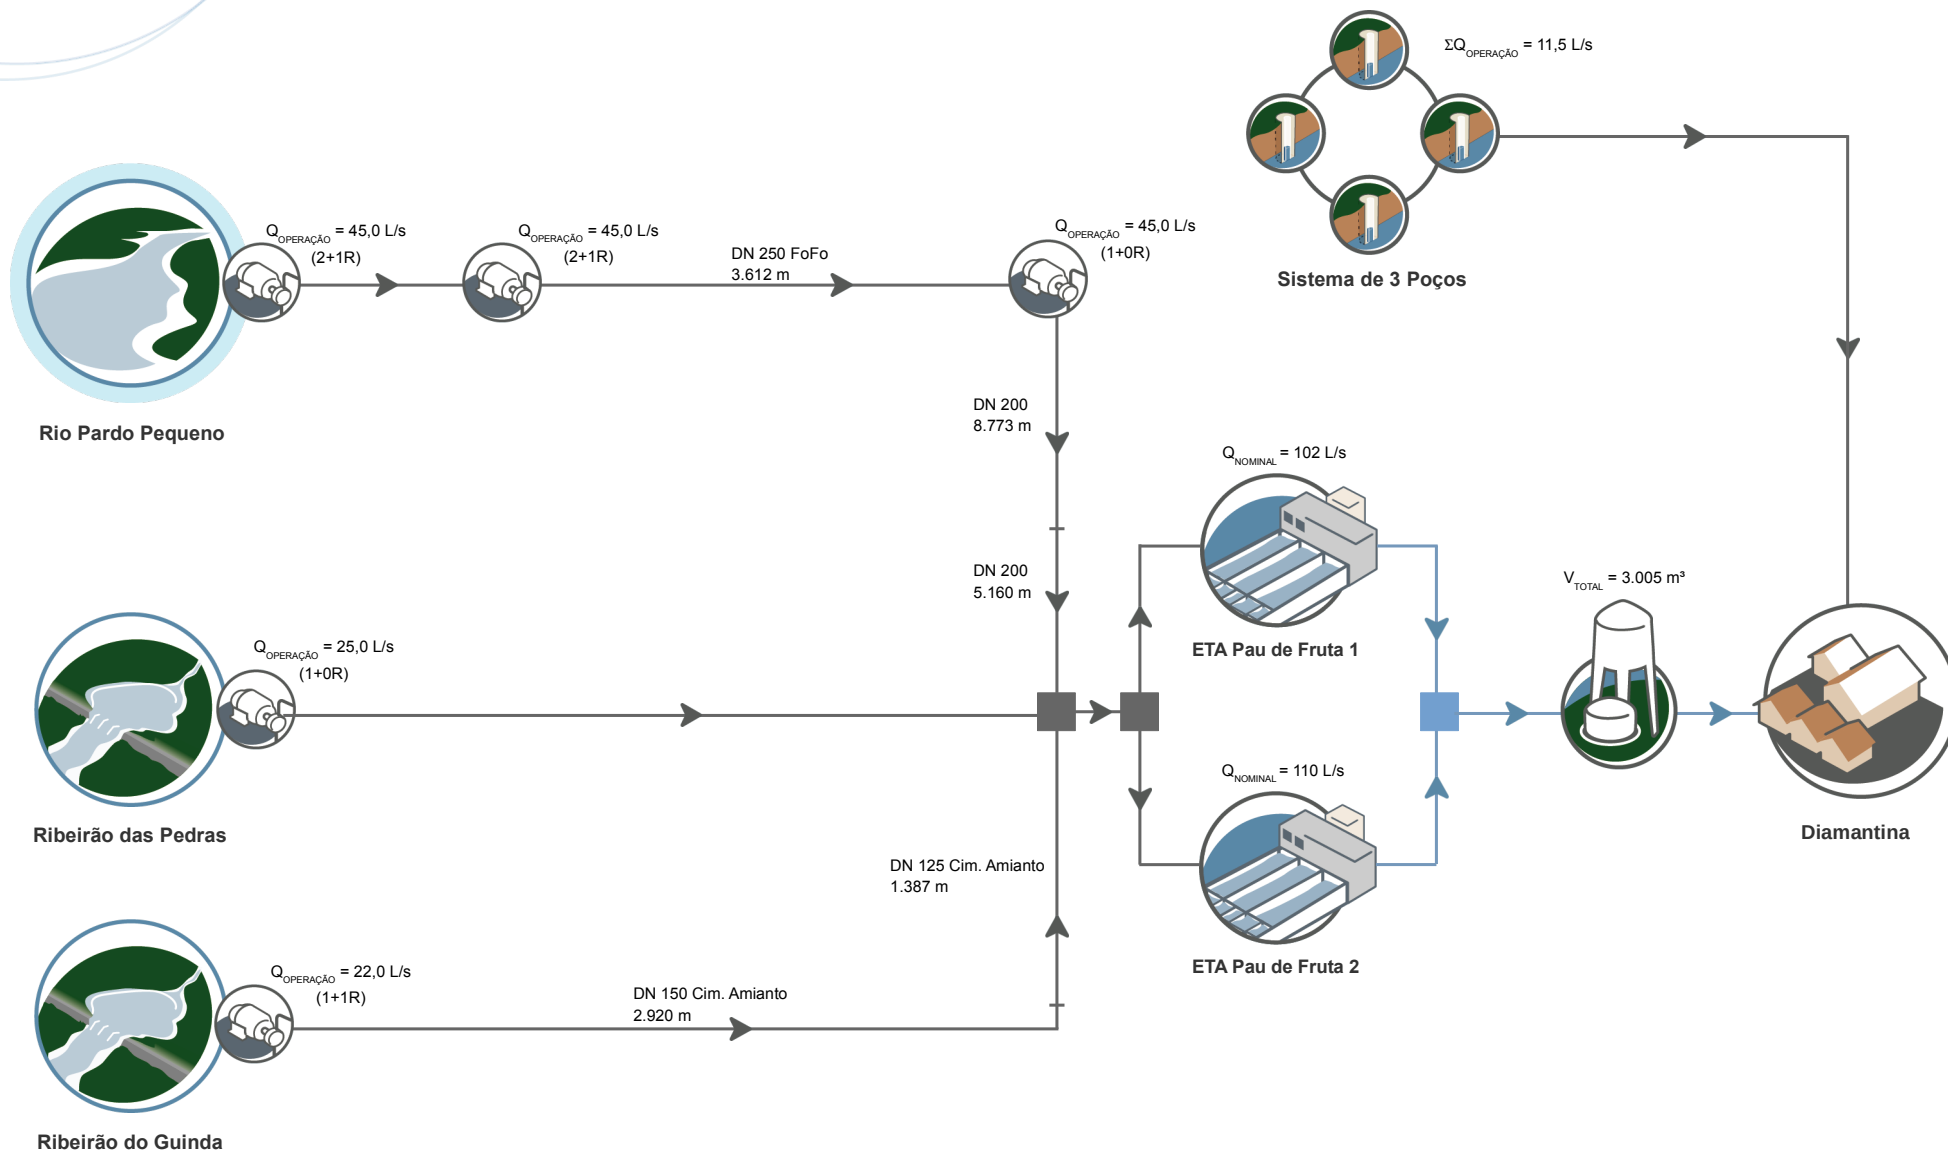 ΣQOPERAÇÃO = 11,5 L/s
Sistema de 3 Poços
QOPERAÇÃO = 45,0 L/s
(2+1R)
QOPERAÇÃO = 45,0 L/s
(2+1R)
DN 250 FoFo
3.612 m
QOPERAÇÃO = 45,0 L/s
(1+0R)
Rio Pardo Pequeno
DN 200
8.773 m
QNOMINAL = 102 L/s
DN 200
5.160 m
ETA Pau de Fruta 1
VTOTAL = 3.005 m³
QOPERAÇÃO = 25,0 L/s
(1+0R)
Ribeirão das Pedras
QNOMINAL = 110 L/s
Diamantina
DN 125 Cim. Amianto
1.387 m
ETA Pau de Fruta 2
QOPERAÇÃO = 22,0 L/s
(1+1R)
DN 150 Cim. Amianto
2.920 m
Ribeirão do Guinda